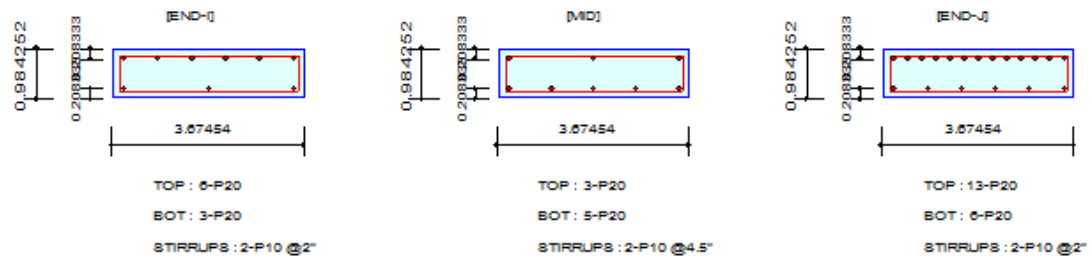 [END-I]
[MID]
[END-J]
0.984252
0.984252
0.984252
3.67454
3.67454
3.67454
TOP : 6-P20
TOP : 3-P20
TOP : 13-P20
BOT : 3-P20
BOT : 5-P20
BOT : 6-P20
STIRRUPS : 2-P10 @2"
STIRRUPS : 2-P10 @4.5"
STIRRUPS : 2-P10 @2"